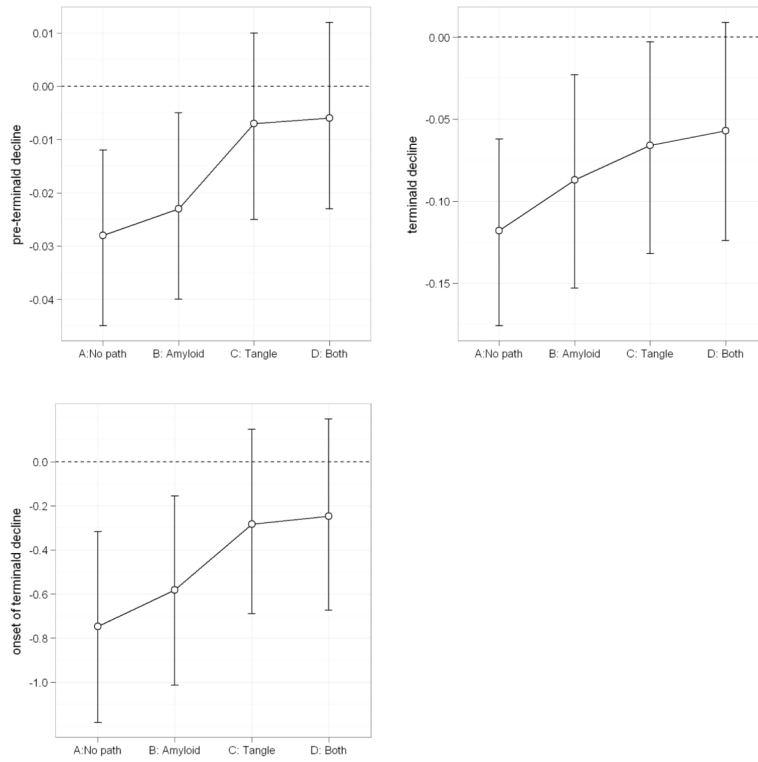 pre-terminald decline
0.01
0.00
-0.01
-0.02
-0.03
-0.04
A:No path B: Amyloid C: Tangle D: Both
terminald decline
0.00
-0.05
-0.10
-0.15
A:No path B: Amyloid C: Tangle D: Both
onset of terminald decline
0.0
-0.2
-0.4
-0.6
-0.8
-1.0
A:No path B: Amyloid C: Tangle D: Both